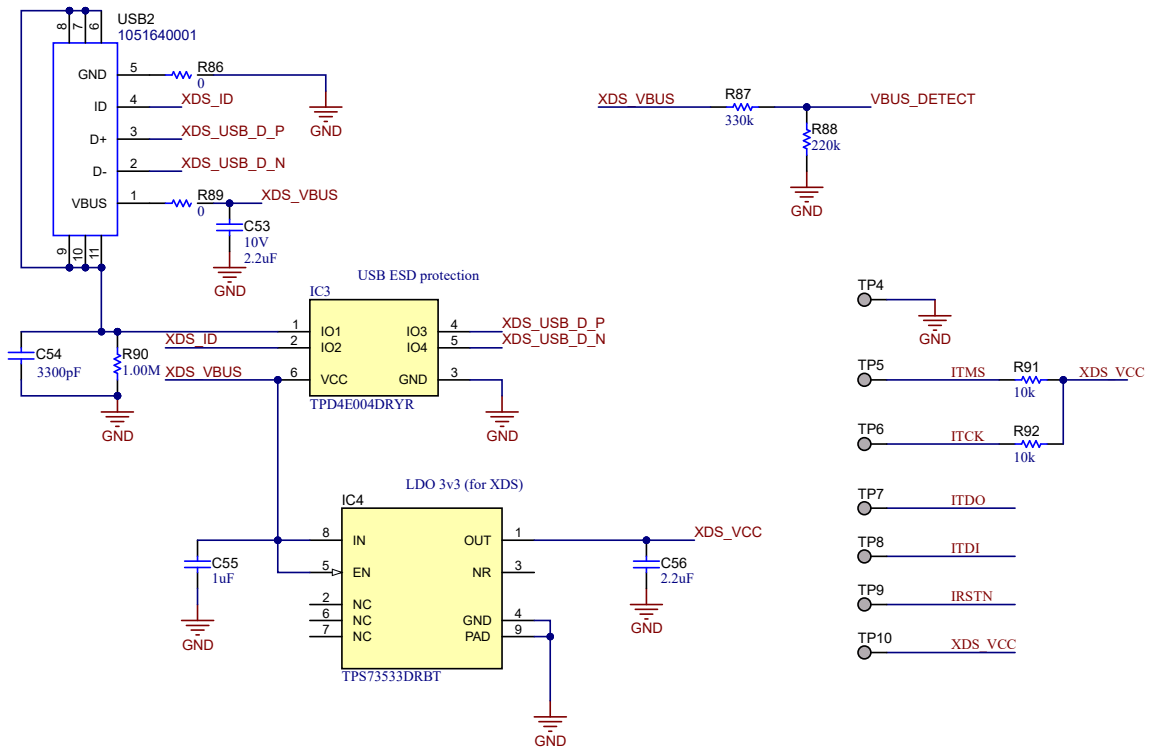 USB2
1051640001
8
7
6
GND
5
R86
0
GND
ID
4
XDS_ID
D+
3
XDS_USB_D_P
D-
2
XDS_USB_D_N
VBUS
1
R89
0
XDS_VBUS
C53
10V
2.2uF
GND
9
10
11
XDS_VBUS
R87
330k
VBUS_DETECT
R88
220k
GND
USB ESD protection
IC3
1
IO1
XDS_ID
2
IO2
XDS_VBUS
6
VCC
IO3
4
XDS_USB_D_P
IO4
5
XDS_USB_D_N
GND
3
TPD4E004DRYR
GND
C54
3300pF
R90
1.00M
GND
LDO 3v3 (for XDS)
IC4
8
IN
5
EN
2
NC
6
NC
7
NC
OUT
1
XDS_VCC
NR
3
GND
4
PAD
9
TPS73533DRBT
C55
1uF
GND
C56
2.2uF
GND
GND
TP4
GND
TP5
ITMS
R91
10k
XDS_VCC
TP6
ITCK
R92
10k
TP7
ITDO
TP8
ITDI
TP9
IRSTN
TP10
XDS_VCC